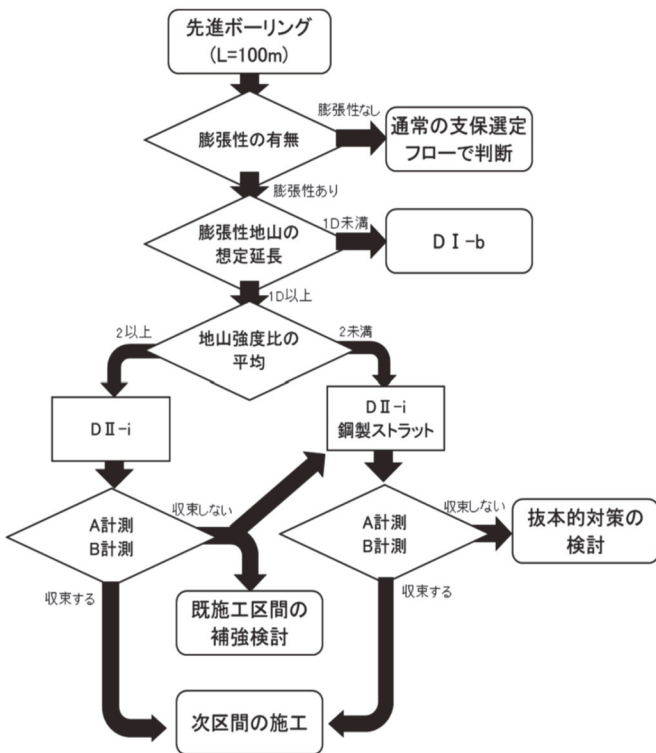 先進ボーリング
(L=100m)
膨張性の有無
膨張性なし
通常の支保選定
フローで判断
膨張性あり
膨張性地山の
想定延長
1D未満
DⅠ-b
1D以上
地山強度比の
平均
2以上
2未満
DⅡ-i
DⅡ-i
鋼製ストラット
A計測
B計測
収束しない
A計測
B計測
収束しない
抜本的対策の
検討
収束する
既施工区間の
補強検討
収束する
次区間の施工